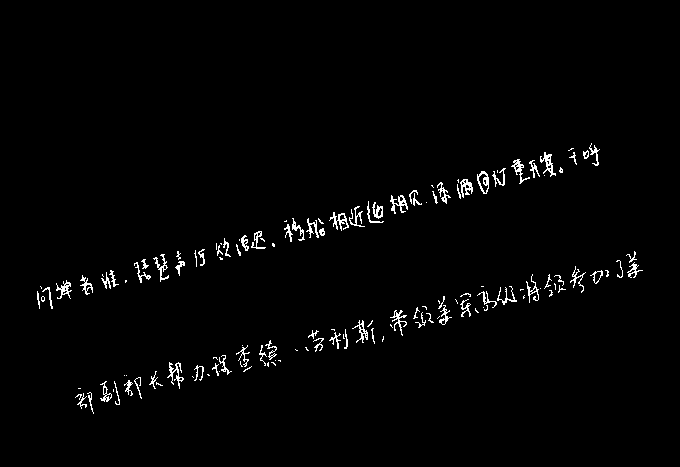 问弹者谁.琵琶声停欲语迟.移船相近邀相见添酒回灯重开宴。千呼
部副部长帮办理查德、劳利斯,带领美军高级将领参加了美